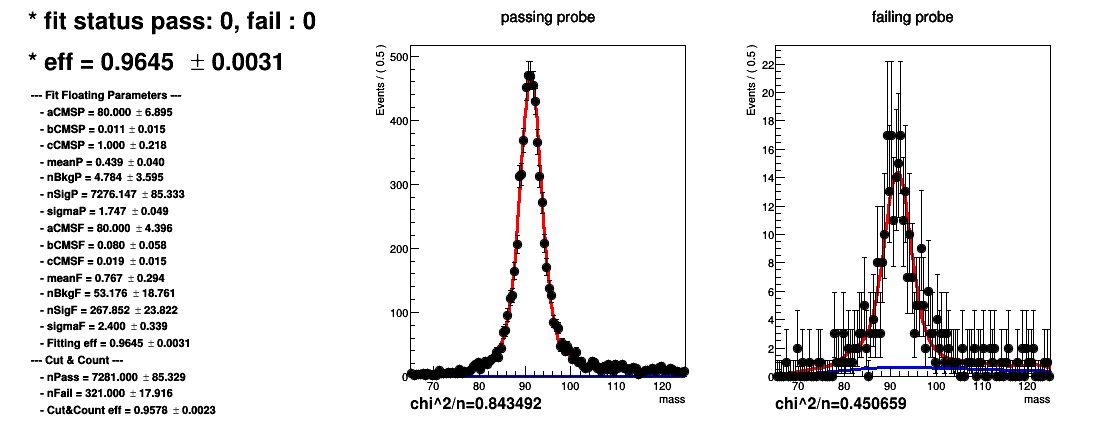 * fit status pass: 0, fail : 0
* eff = 0.9645 ± 0.0031
--- Fit Floating Parameters ---
- aCMSP = 80.000 ± 6.895
- bCMSP = 0.011 ± 0.015
- cCMSP = 1.000 ± 0.218
- meanP = 0.439 ± 0.040
- nBkgP = 4.784 ± 3.595
- nSigP = 7276.147 ± 85.333
- sigmaP = 1.747 ± 0.049
- aCMSF = 80.000 ± 4.396
- bCMSF = 0.080 ± 0.058
- cCMSF = 0.019 ± 0.015
- meanF = 0.767 ± 0.294
- nBkgF = 53.176 ± 18.761
- nSigF = 267.852 ± 23.822
- sigmaF = 2.400 ± 0.339
- Fitting eff = 0.9645 ± 0.0031
--- Cut & Count ---
- nPass = 7281.000 ± 85.329
- nFail = 321.000 ± 17.916
- Cut&Count eff = 0.9578 ± 0.0023
passing probe
Events / ( 0.5 )
500
400
300
200
100
0
70 80 90 100 110 120
mass
chi^2/n=0.843492
failing probe
Events / ( 0.5 )
22
20
18
16
14
12
10
8
6
4
2
0
70 80 90 100 110 120
mass
chi^2/n=0.450659